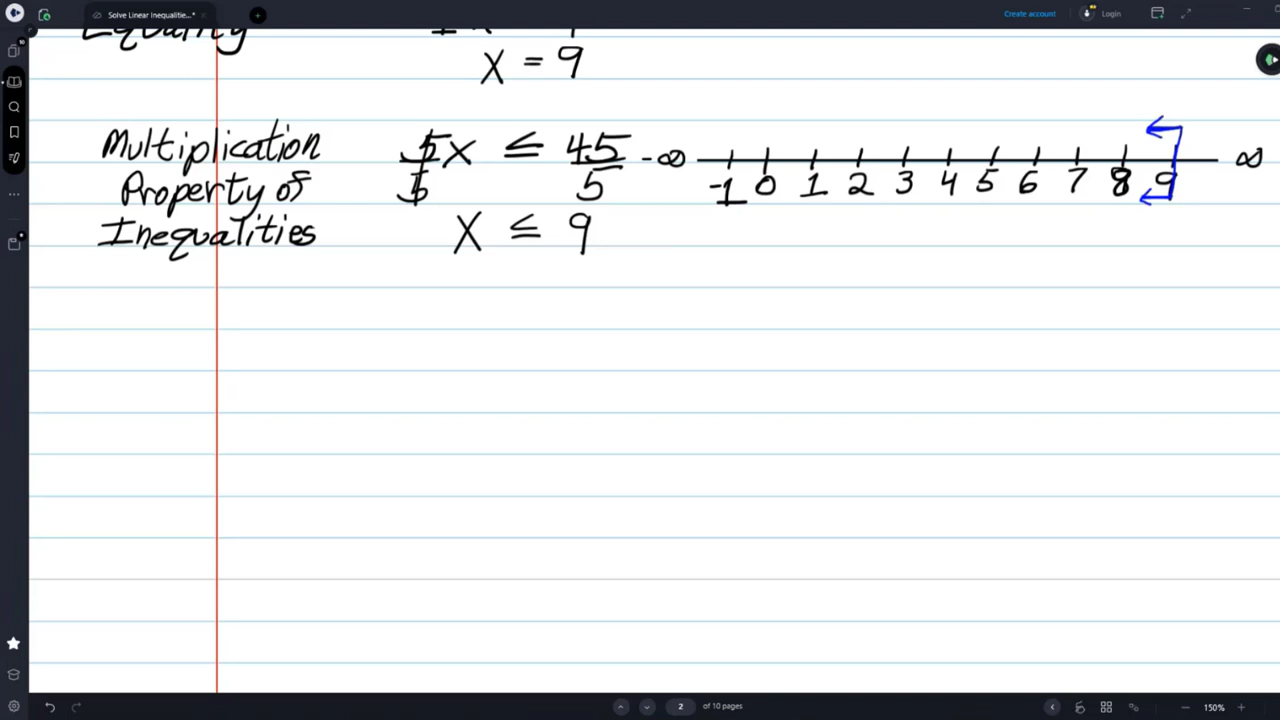 Solve Linear Inequalitie...*
Create account
Login
Equality
X = 9
Multiplication 5x ≤ 45
Property of 5 5
Inequalities X ≤ 9
-∞ -1 0 1 2 3 4 5 6 7 8 9 ∞
2 of 10 pages
150%